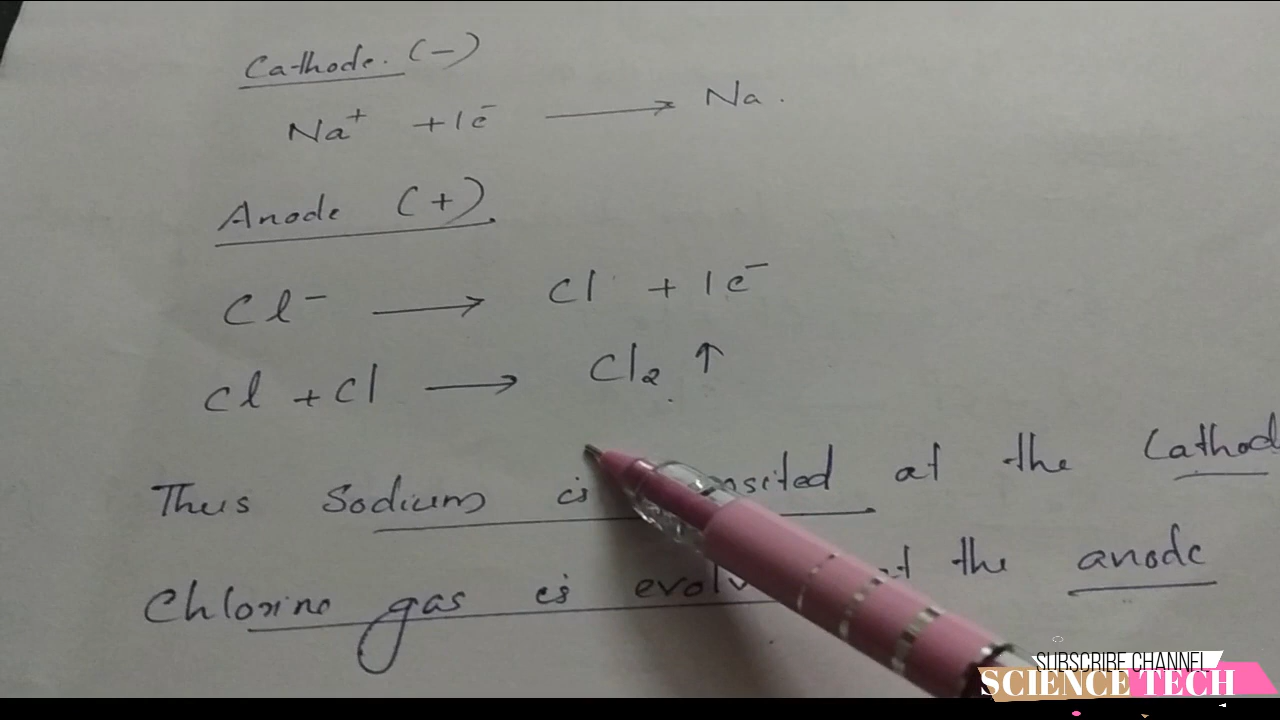 Cathode. (-)
Na⁺ + 1e⁻ → Na.
Anode (+).
Cl⁻ → Cl + 1e⁻
Cl + Cl → Cl₂ ↑
Thus Sodium is at the Cathod
Chlorine gas is at the anode
SUBSCRIBE CHANNEL
SCIENCE TECH